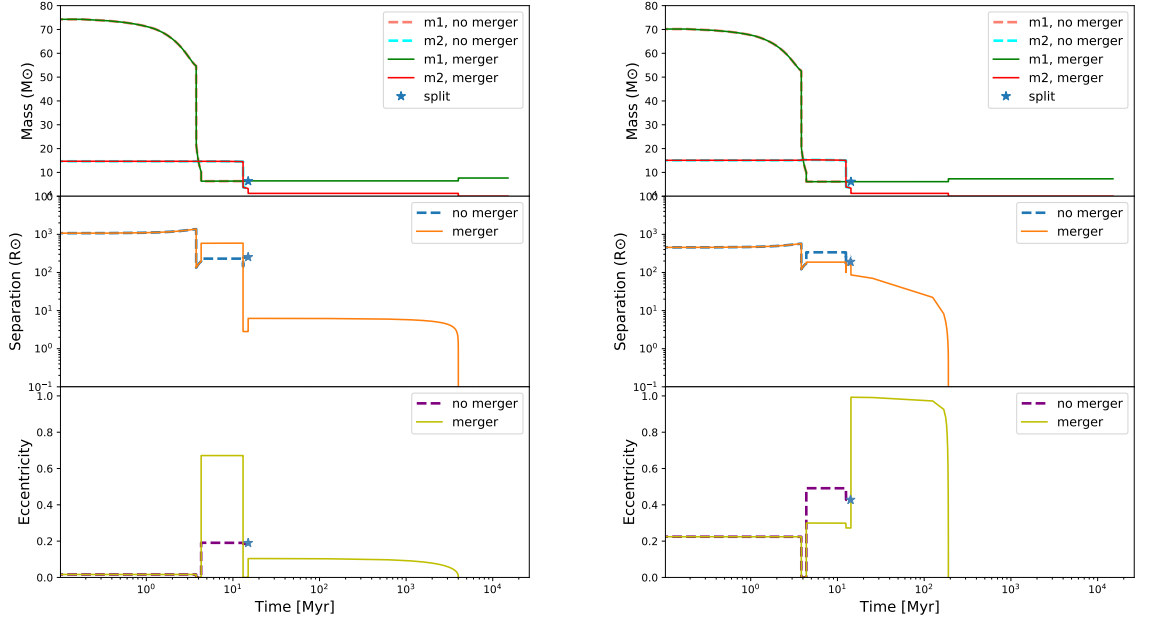 80
70
60
50
40
30
20
10
Mass (M⊙)
m1, no merger
m2, no merger
m1, merger
m2, merger
split
10³
10²
10¹
10⁰
10⁻¹
Separation (R⊙)
no merger
merger
1.0
0.8
0.6
0.4
0.2
0.0
Eccentricity
no merger
merger
10⁰
10¹
10²
10³
10⁴
Time [Myr]
80
70
60
50
40
30
20
10
Mass (M⊙)
m1, no merger
m2, no merger
m1, merger
m2, merger
split
10³
10²
10¹
10⁰
10⁻¹
Separation (R⊙)
no merger
merger
1.0
0.8
0.6
0.4
0.2
0.0
Eccentricity
no merger
merger
10⁰
10¹
10²
10³
10⁴
Time [Myr]